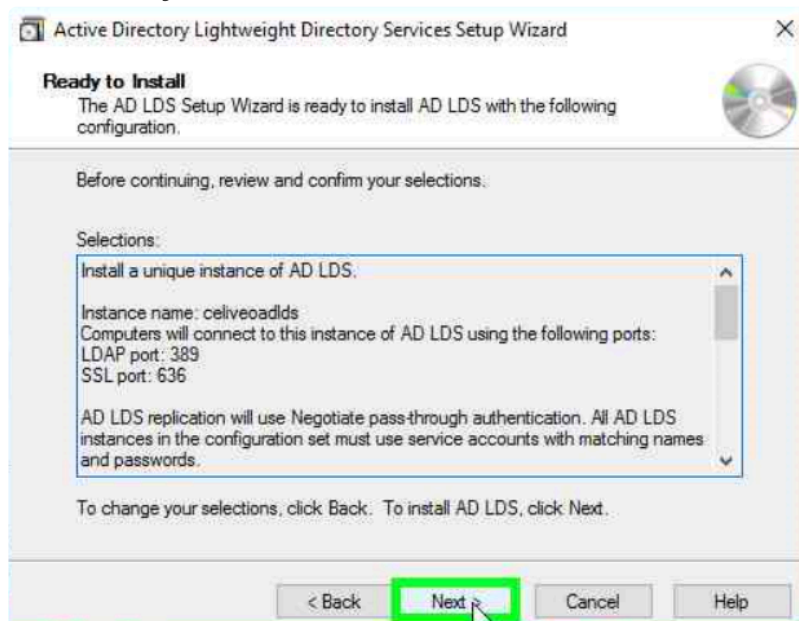 Active Directory Lightweight Directory Services Setup Wizard
Ready to Install
The AD LDS Setup Wizard is ready to install AD LDS with the following
configuration.
Before continuing, review and confirm your selections.
Selections:
Install a unique instance of AD LDS.
Instance name: celiveoadlds
Computers will connect to this instance of AD LDS using the following ports:
LDAP port: 389
SSL port: 636
AD LDS replication will use Negotiate pass-through authentication. All AD LDS
instances in the configuration set must use service accounts with matching names
and passwords.
To change your selections, click Back. To install AD LDS, click Next.
< Back Next > Cancel Help